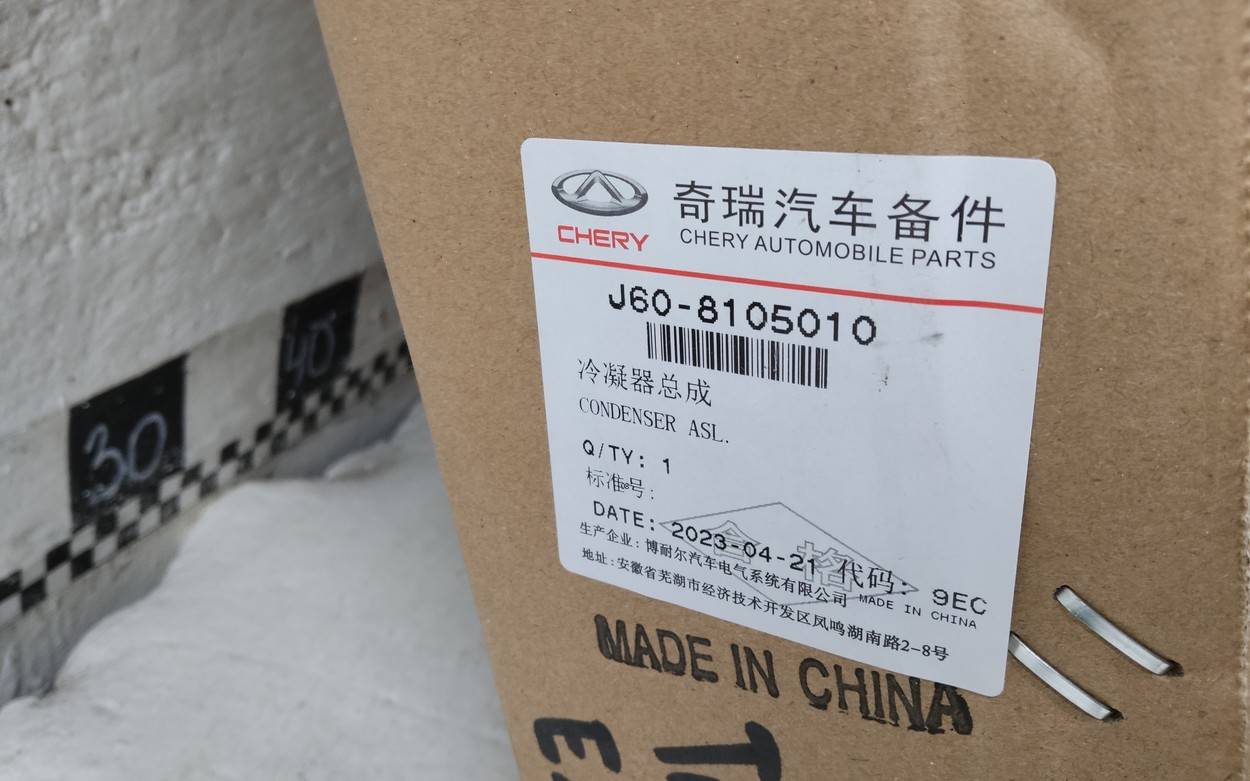 30
40
CHERY
奇瑞汽车备件
CHERY AUTOMOBILE PARTS
J60-8105010
冷凝器总成
CONDENSER ASL.
Q/TY: 1
标准号:
合格
DATE: 2023-04-21 代码: 9EC
生产企业: 博耐尔汽车电气系统有限公司 MADE IN CHINA
地址: 安徽省芜湖市经济技术开发区凤鸣湖南路2-8号
MADE IN CHINA